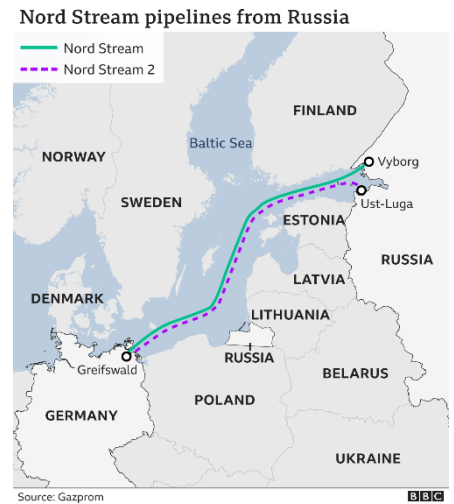 Nord Stream pipelines from Russia
Nord Stream
Nord Stream 2
FINLAND
Baltic Sea
NORWAY
Vyborg
SWEDEN
Ust-Luga
ESTONIA
RUSSIA
LATVIA
DENMARK
LITHUANIA
RUSSIA
Greifswald
BELARUS
POLAND
GERMANY
UKRAINE
Source: Gazprom
BBC